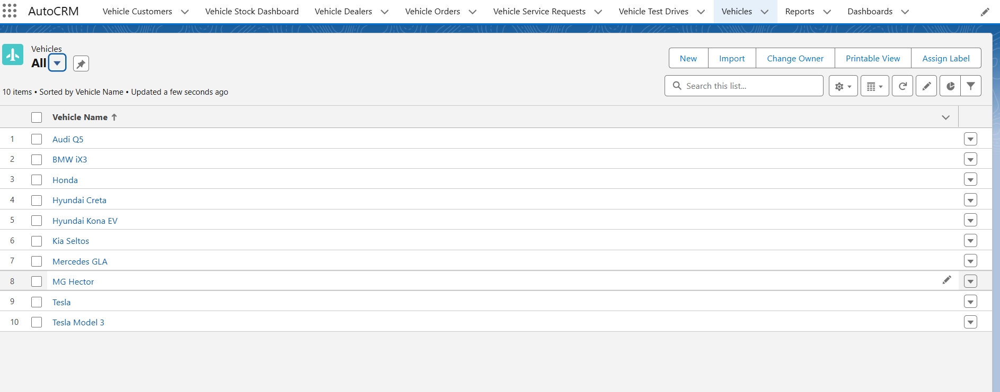 AutoCRM Vehicle Customers Vehicle Stock Dashboard Vehicle Dealers Vehicle Orders Vehicle Service Requests Vehicle Test Drives Vehicles Reports Dashboards
Vehicles
All
New Import Change Owner Printable View Assign Label
Search this list...
10 items • Sorted by Vehicle Name • Updated a few seconds ago
Vehicle Name
1 Audi Q5
2 BMW iX3
3 Honda
4 Hyundai Creta
5 Hyundai Kona EV
6 Kia Seltos
7 Mercedes GLA
8 MG Hector
9 Tesla
10 Tesla Model 3